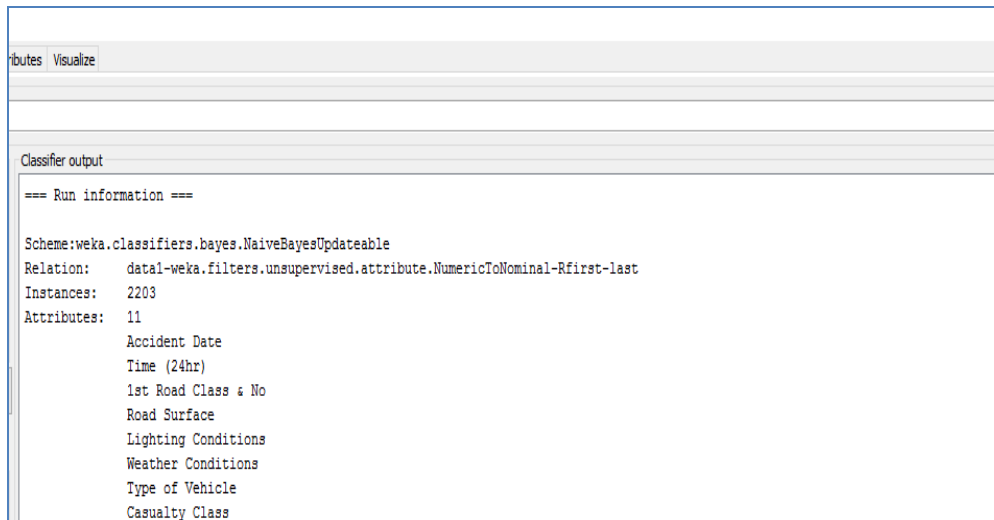 ributes Visualize
Classifier output
=== Run information ===
Scheme:weka.classifiers.bayes.NaiveBayesUpdateable
Relation: data1-weka.filters.unsupervised.attribute.NumericToNominal-Rfirst-last
Instances: 2203
Attributes: 11
Accident Date
Time (24hr)
1st Road Class & No
Road Surface
Lighting Conditions
Weather Conditions
Type of Vehicle
Casualty Class